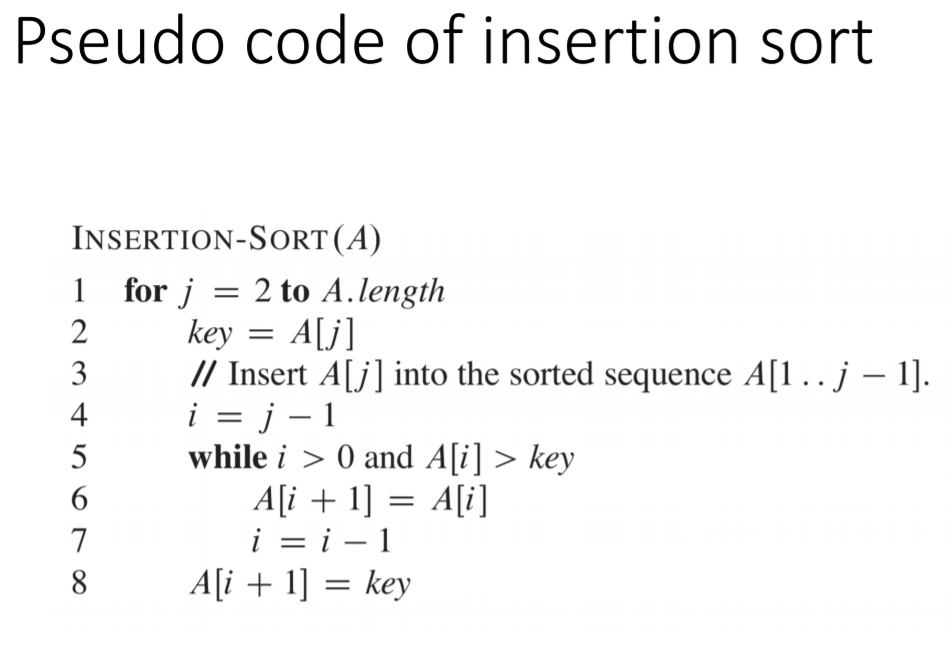 Pseudo code of insertion sort
INSERTION-SORT(A)
1 for j = 2 to A.length
2 key = A[j]
3 // Insert A[j] into the sorted sequence A[1 . . j − 1].
4 i = j − 1
5 while i > 0 and A[i] > key
6 A[i + 1] = A[i]
7 i = i − 1
8 A[i + 1] = key